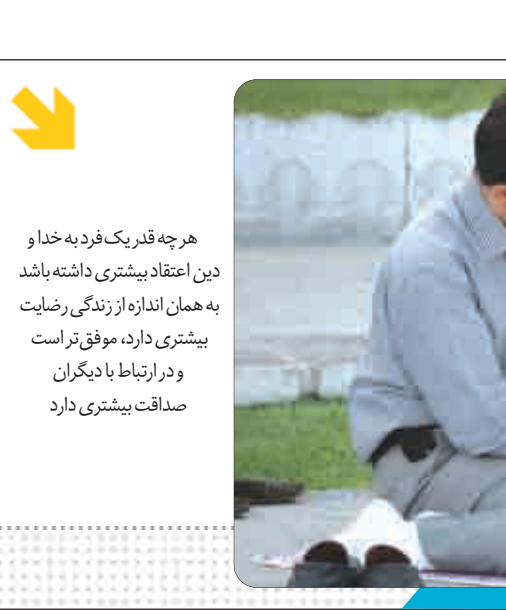 هر چه قدر یک فرد به خدا و
دین اعتقاد بیشتری داشته باشد
به همان اندازه از زندگی رضایت
بیشتری دارد، موفق‌تر است
و در ارتباط با دیگران
صداقت بیشتری دارد